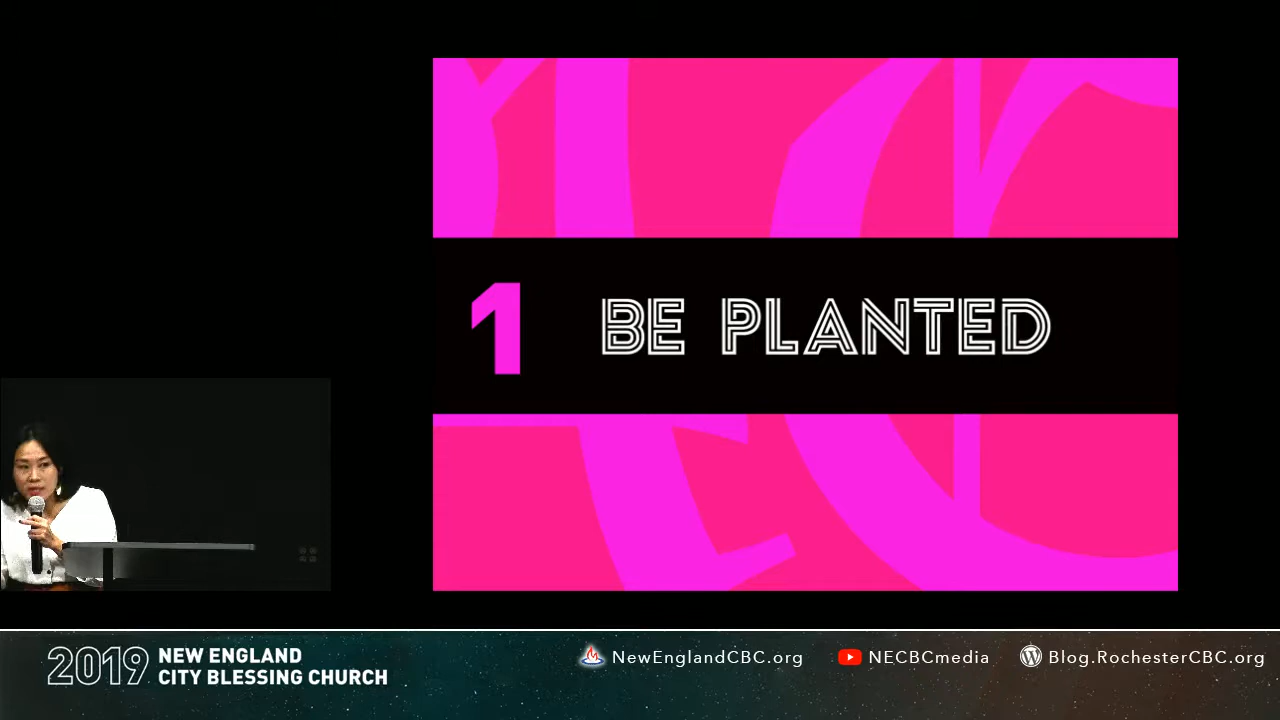 1 BE PLANTED
2019 NEW ENGLAND
CITY BLESSING CHURCH
NewEnglandCBC.org
NECBCmedia
Blog.RochesterCBC.org